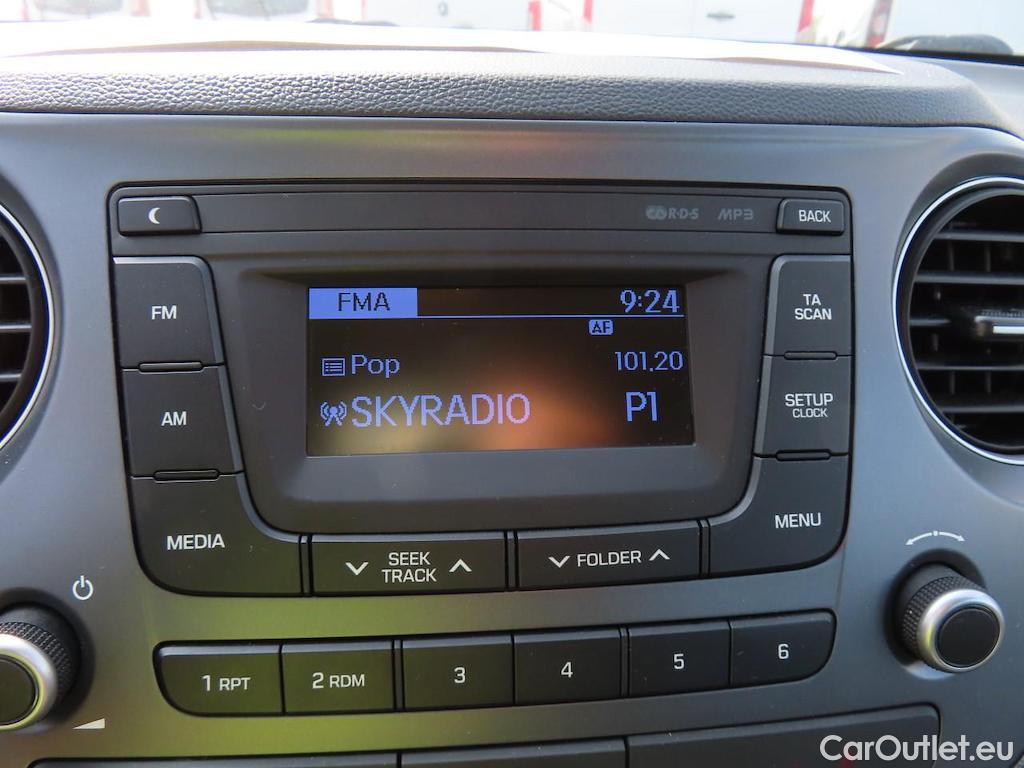 RDS MP3 BACK
FM
FMA 9:24
TA
SCAN
AF
Pop 101.20
AM
SKYRADIO P1
SETUP
CLOCK
MEDIA
SEEK
TRACK
FOLDER
MENU
1 RPT 2 RDM 3 4 5 6
CarOutlet.eu